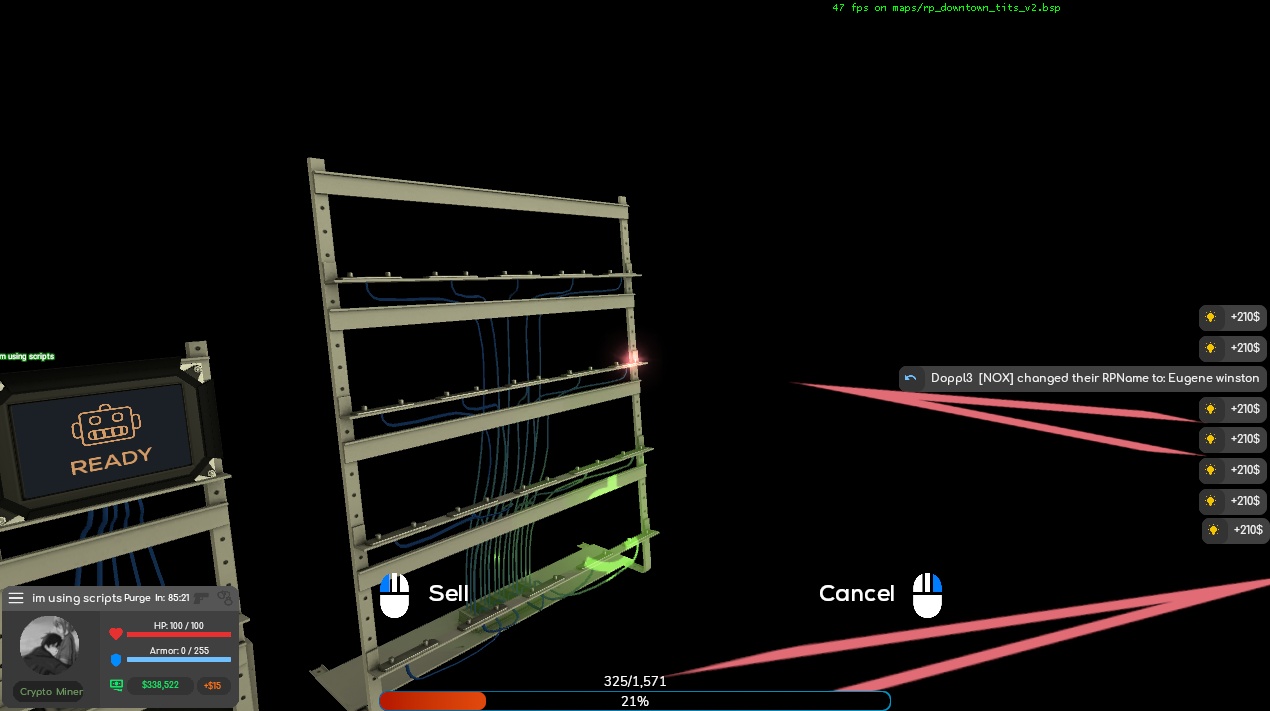 47 fps on maps/rp_downtown_tits_v2.bsp
+210$
+210$
m using scripts
Doppl3 [NOX] changed their RPName to: Eugene winston
+210$
+210$
READY
+210$
+210$
+210$
Sell
Cancel
im using scripts Purge In: 85:21
HP: 100 / 100
Armor: 0 / 255
$338,522 +$15
Crypto Miner
325/1,571
21%